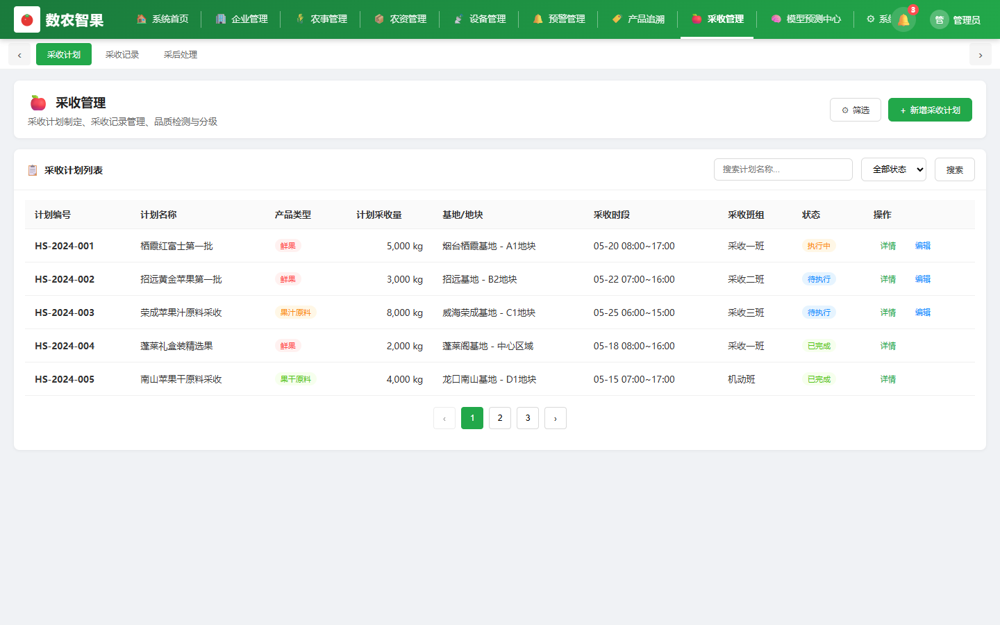 数农智果
系统首页
企业管理
农事管理
农资管理
设备管理
预警管理
产品追溯
采收管理
模型预测中心
3
管 管理员
‹ 采收计划 采收记录 采后处理 ›
采收管理
采收计划制定、采收记录管理、品质检测与分级
筛选
+ 新增采收计划
采收计划列表
搜索计划名称...
全部状态
搜索
计划编号 计划名称 产品类型 计划采收量 基地/地块 采收时段 采收班组 状态 操作
HS-2024-001 栖霞红富士第一批 鲜果 5,000 kg 烟台栖霞基地 - A1地块 05-20 08:00~17:00 采收一班 执行中 详情 编辑
HS-2024-002 招远黄金苹果第一批 鲜果 3,000 kg 招远基地 - B2地块 05-22 07:00~16:00 采收二班 待执行 详情 编辑
HS-2024-003 荣成苹果汁原料采收 果汁原料 8,000 kg 威海荣成基地 - C1地块 05-25 06:00~15:00 采收三班 待执行 详情 编辑
HS-2024-004 蓬莱礼盒装精选果 鲜果 2,000 kg 蓬莱阁基地 - 中心区域 05-18 08:00~16:00 采收一班 已完成 详情
HS-2024-005 南山苹果干原料采收 果干原料 4,000 kg 龙口南山基地 - D1地块 05-15 07:00~17:00 机动班 已完成 详情
‹ 1 2 3 ›